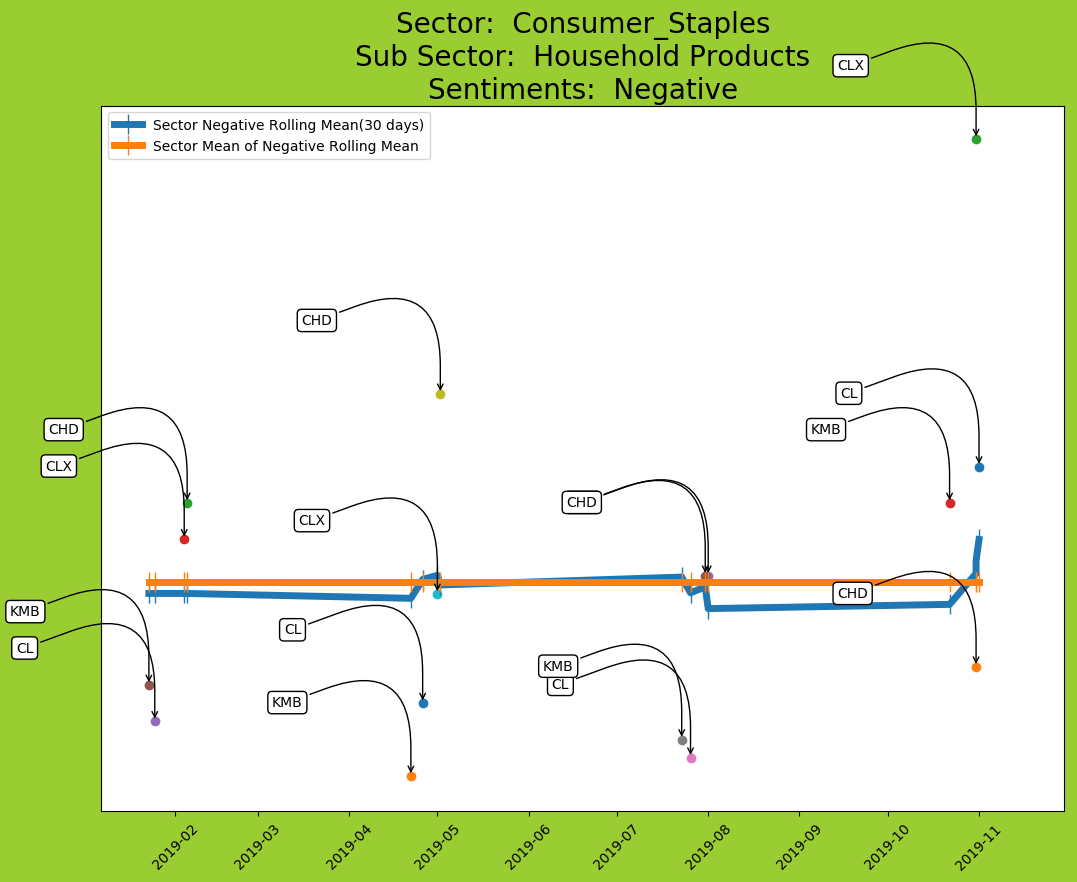 Sector:  Consumer_Staples
Sub Sector:  Household Products
Sentiments:  Negative
CLX
Sector Negative Rolling Mean(30 days)
Sector Mean of Negative Rolling Mean
CHD
CL
CHD
KMB
CLX
CHD
CLX
CHD
KMB
CL
CL
KMB
CL
KMB
2019-02
2019-03
2019-04
2019-05
2019-06
2019-07
2019-08
2019-09
2019-10
2019-11